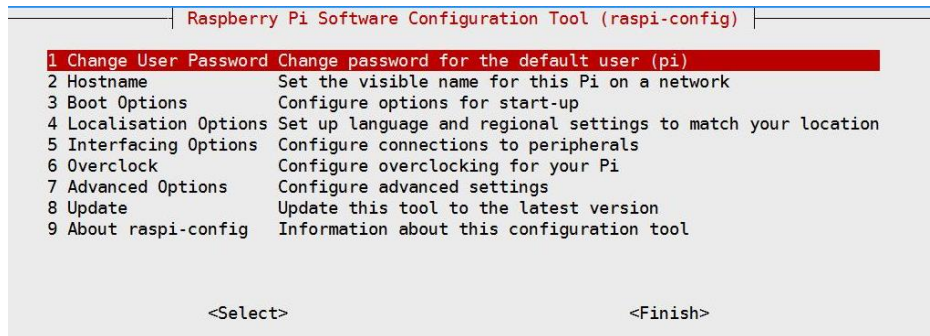 Raspberry Pi Software Configuration Tool (raspi-config)
1 Change User Password Change password for the default user (pi)
2 Hostname Set the visible name for this Pi on a network
3 Boot Options Configure options for start-up
4 Localisation Options Set up language and regional settings to match your location
5 Interfacing Options Configure connections to peripherals
6 Overclock Configure overclocking for your Pi
7 Advanced Options Configure advanced settings
8 Update Update this tool to the latest version
9 About raspi-config Information about this configuration tool
<Select> <Finish>